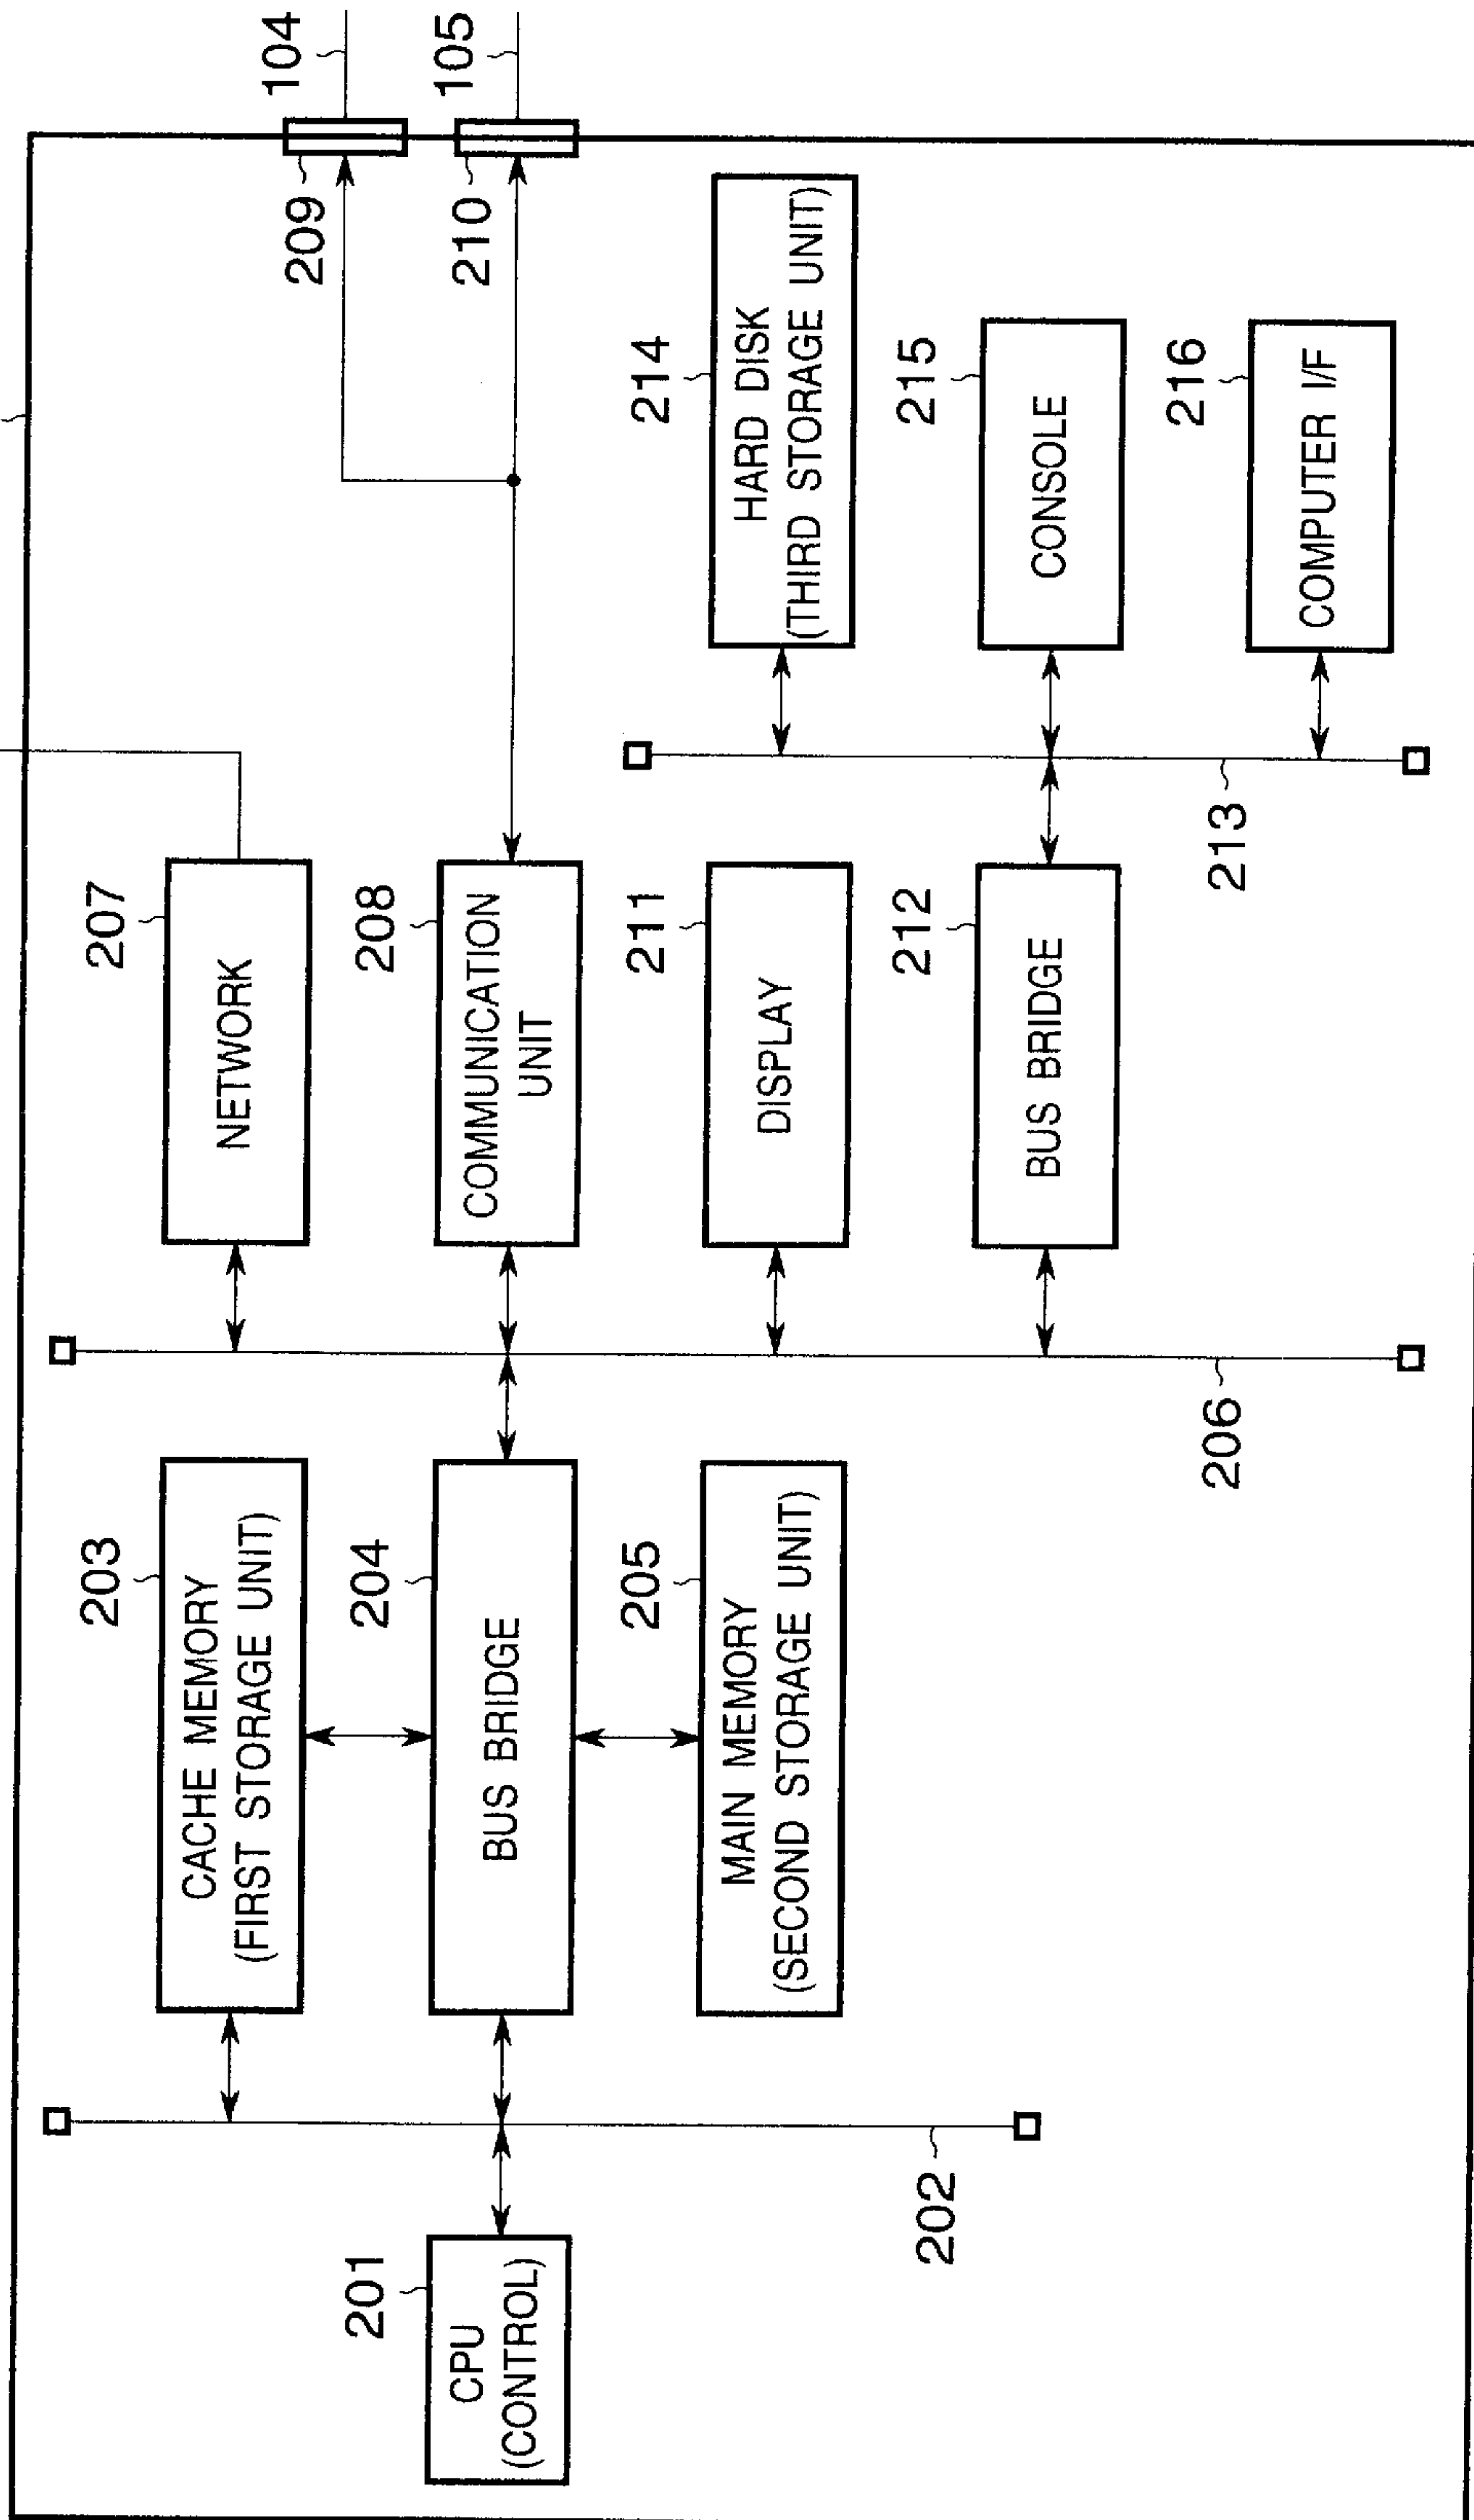 201
CPU
(CONTROL)
202
203
CACHE MEMORY
(FIRST STORAGE UNIT)
204
BUS BRIDGE
205
MAIN MEMORY
(SECOND STORAGE UNIT)
206
207
NETWORK
208
COMMUNICATION
UNIT
211
DISPLAY
212
BUS BRIDGE
213
209
104
210
105
214
HARD DISK
(THIRD STORAGE UNIT)
215
CONSOLE
216
COMPUTER I/F